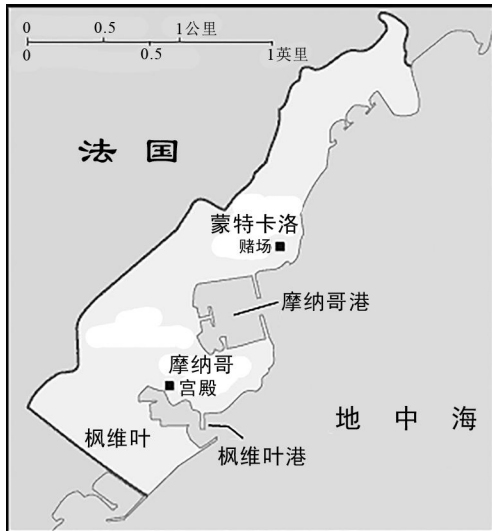 0 0.5 1公里
0 0.5 1英里
法国
蒙特卡洛
赌场
摩纳哥港
摩纳哥
宫殿
地中海
枫维叶
枫维叶港